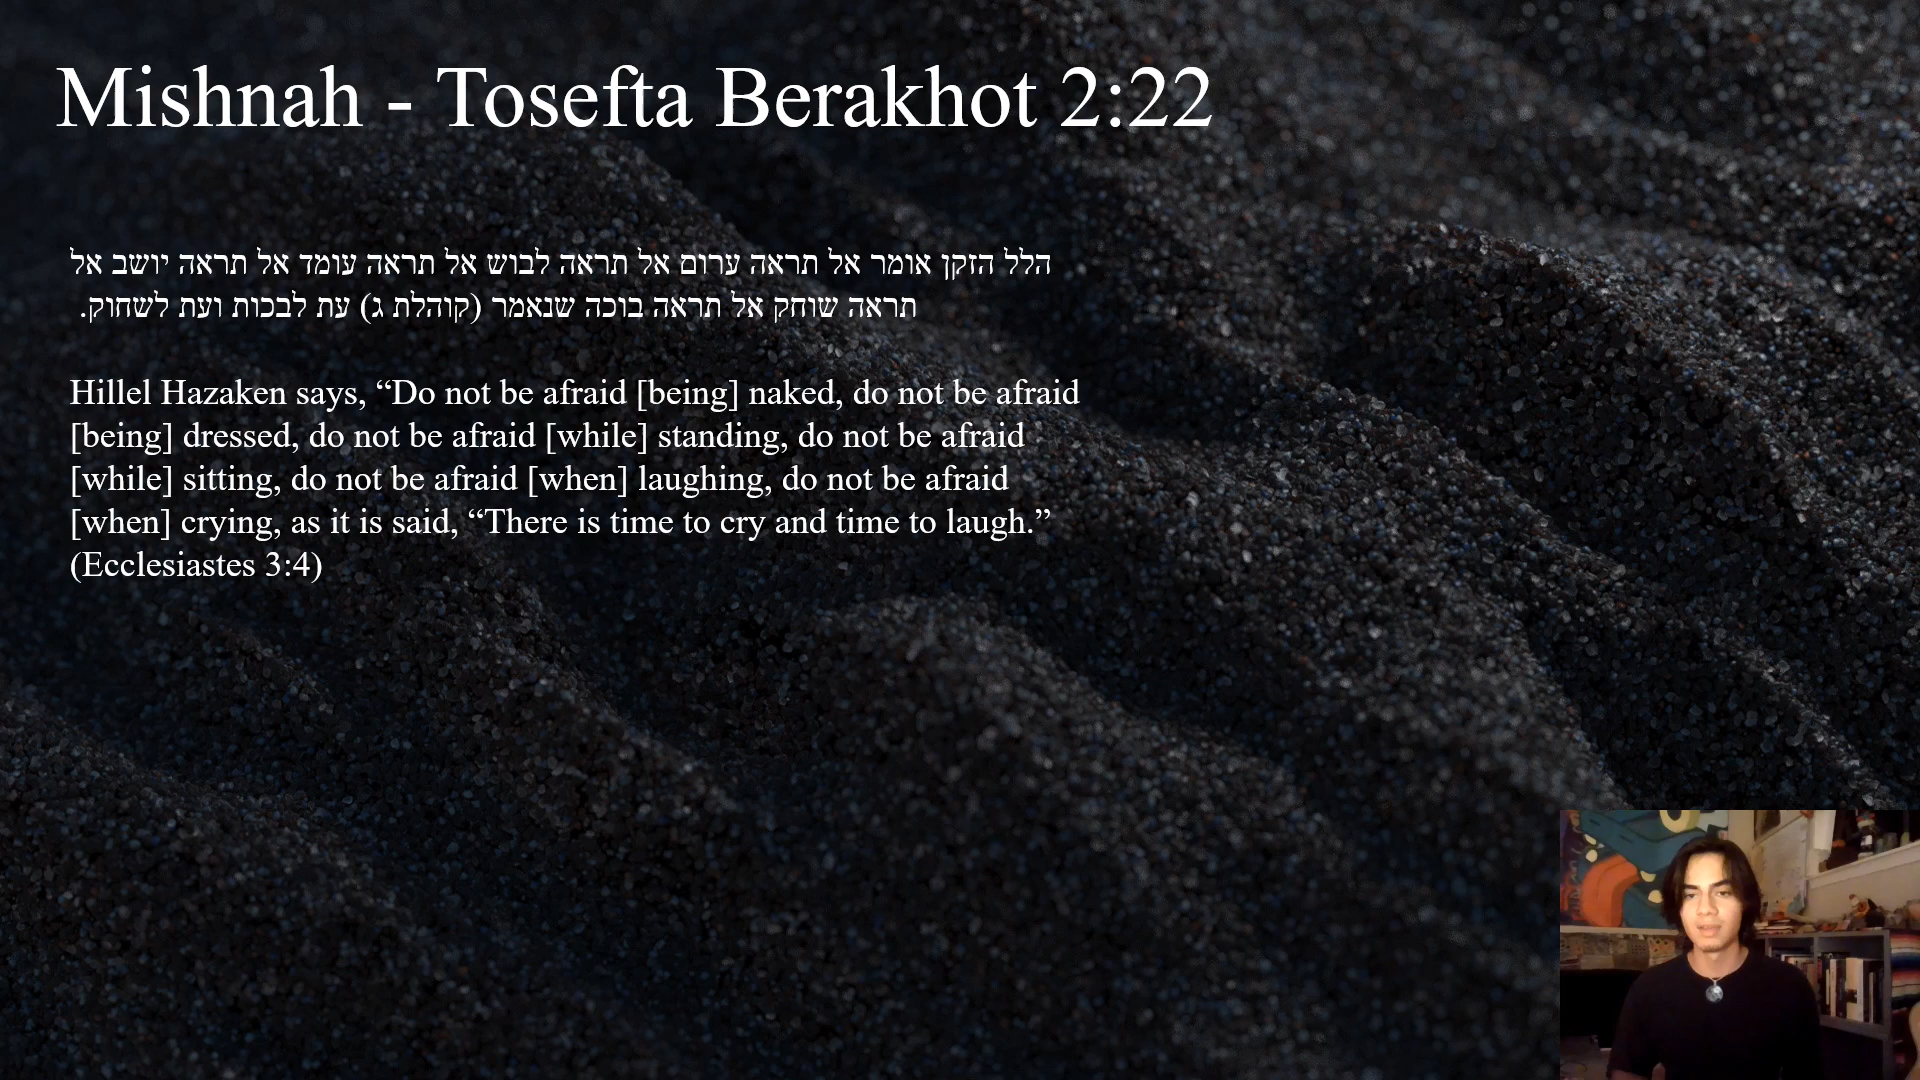 Mishnah - Tosefta Berakhot 2:22
הלל הזקן אומר אל תראה ערום אל תראה לבוש אל תראה עומד אל תראה יושב אל
תראה שוחק אל תראה בוכה שנאמר (קוהלת ג) עת לבכות ועת לשחוק.
Hillel Hazaken says, “Do not be afraid [being] naked, do not be afraid
[being] dressed, do not be afraid [while] standing, do not be afraid
[while] sitting, do not be afraid [when] laughing, do not be afraid
[when] crying, as it is said, “There is time to cry and time to laugh.”
(Ecclesiastes 3:4)